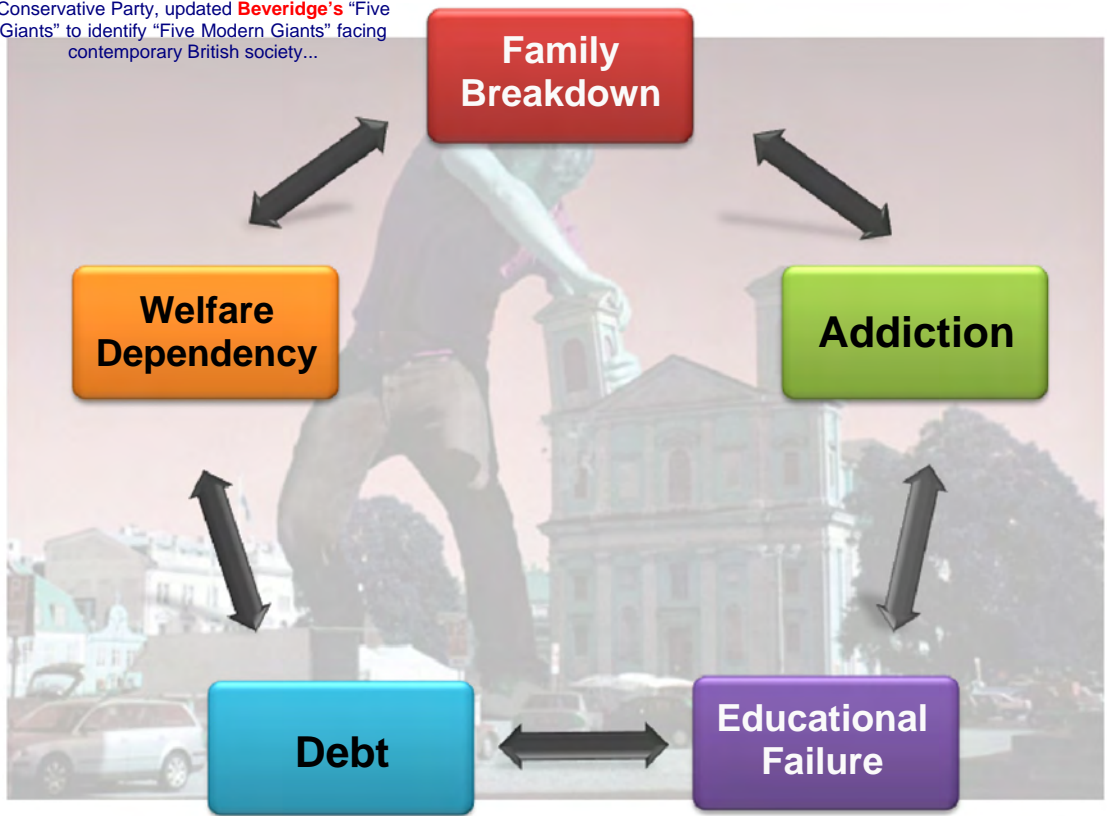 Conservative Party, updated Beveridge's “Five
Giants” to identify “Five Modern Giants” facing
contemporary British society...
Family
Breakdown
Welfare
Dependency
Addiction
Debt
Educational
Failure